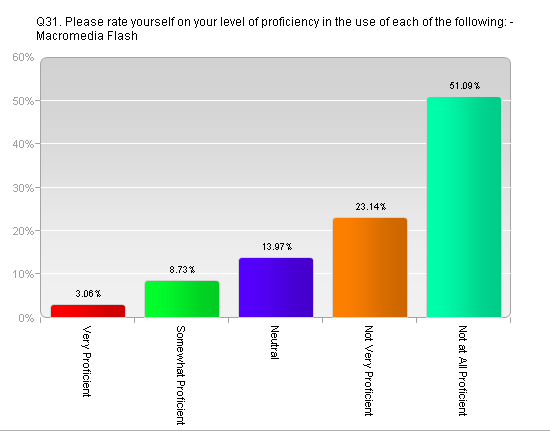 Q31. Please rate yourself on your level of proficiency in the use of each of the following: -
Macromedia Flash
60%
50%
40%
30%
20%
10%
0%
3.06%
8.73%
13.97%
23.14%
51.09%
Very Proficient
Somewhat Proficient
Neutral
Not Very Proficient
Not at All Proficient